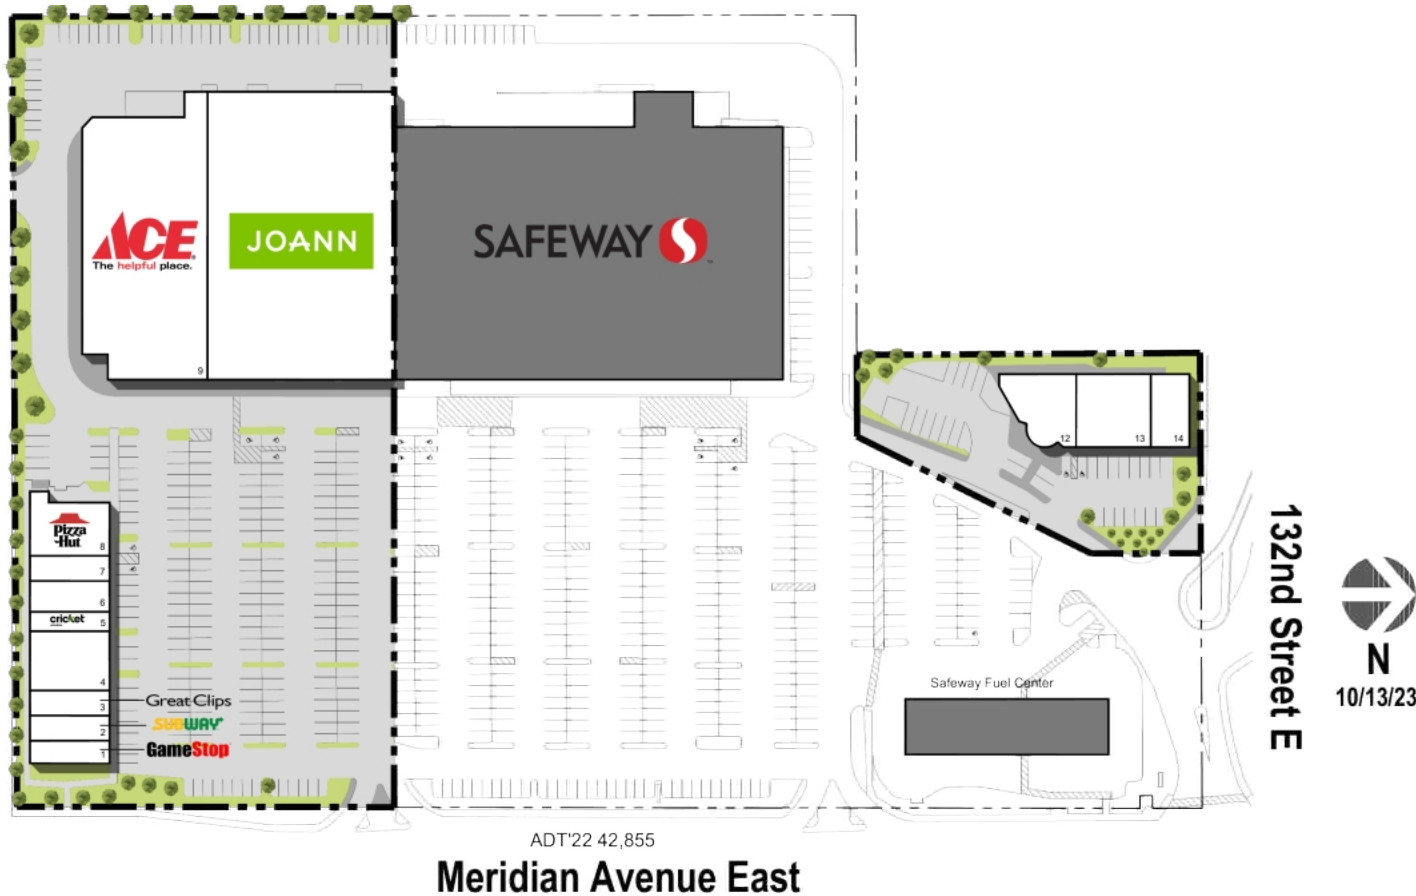 ACE
The helpful place.
JOANN
SAFEWAY
9
12
13
14
Pizza
Hut
8
7
6
cricket
5
4
Great Clips
3
SUBWAY
2
GameStop
1
Safeway Fuel Center
132nd Street E
N
10/13/23
ADT'22 42,855
Meridian Avenue East